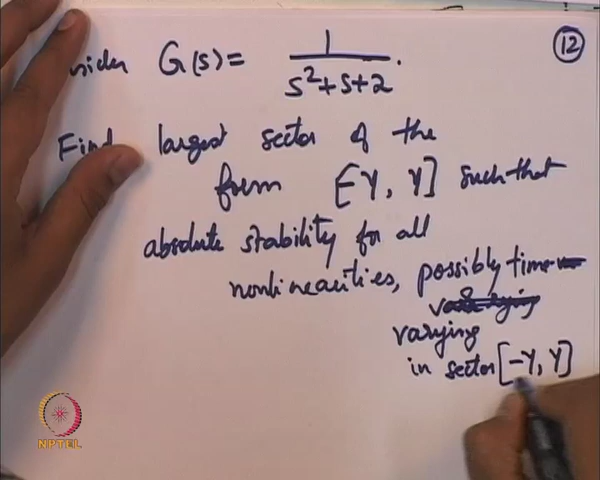 nsider G(s) = 1 / s²+s+2 .
12
Find largest sector of the
form [-γ, γ] such that
absolute stability for all
nonlinearities, possibly time-
varying
in sector [-γ, γ]
NPTEL